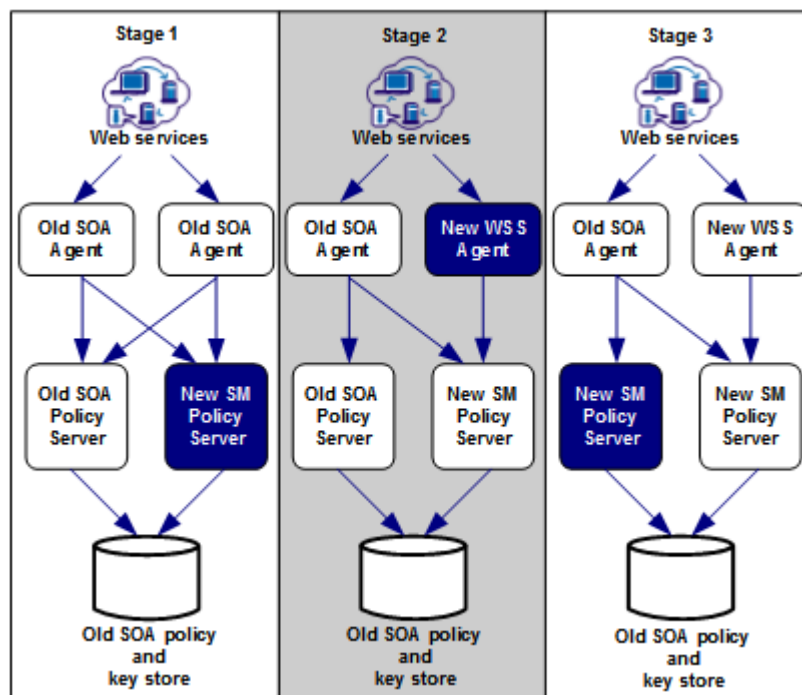 Stage 1
Web services
Old SOA
Agent
Old SOA
Agent
Old SOA
Policy
Server
New SM
Policy
Server
Old SOA policy
and
key store
Stage 2
Web services
Old SOA
Agent
New WSS
Agent
Old SOA
Policy
Server
New SM
Policy
Server
Old SOA policy
and
key store
Stage 3
Web services
Old SOA
Agent
New WSS
Agent
New SM
Policy
Server
New SM
Policy
Server
Old SOA policy
and
key store